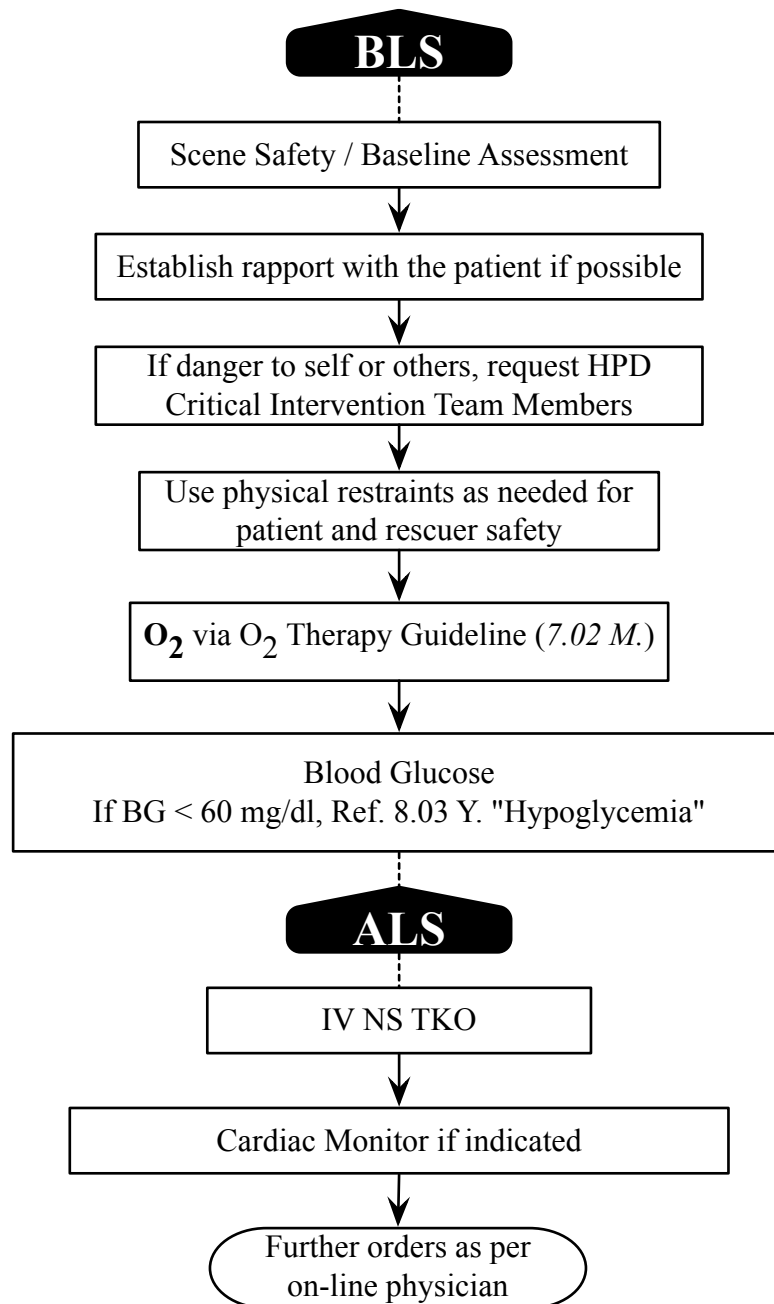 BLS
Scene Safety / Baseline Assessment
Establish rapport with the patient if possible
If danger to self or others, request HPD
Critical Intervention Team Members
Use physical restraints as needed for
patient and rescuer safety
O2 via O2 Therapy Guideline (7.02 M.)
Blood Glucose
If BG < 60 mg/dl, Ref. 8.03 Y. "Hypoglycemia"
ALS
IV NS TKO
Cardiac Monitor if indicated
Further orders as per
on-line physician